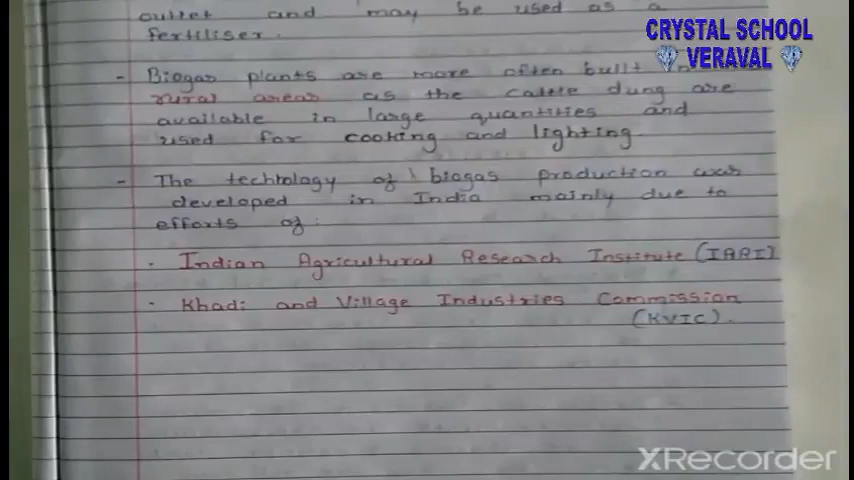 outlet and may be used as a
fertiliser.
CRYSTAL SCHOOL
VERAVAL
- Biogas plants are more often built in
rural areas as the cattle dung are
available in large quantities and
used for cooking and lighting
- The technology of biogas production was
developed in India mainly due to
efforts of :
· Indian Agricultural Research Institute (IARI)
· Khadi and Village Industries Commission
(KVIC).
XRecorder